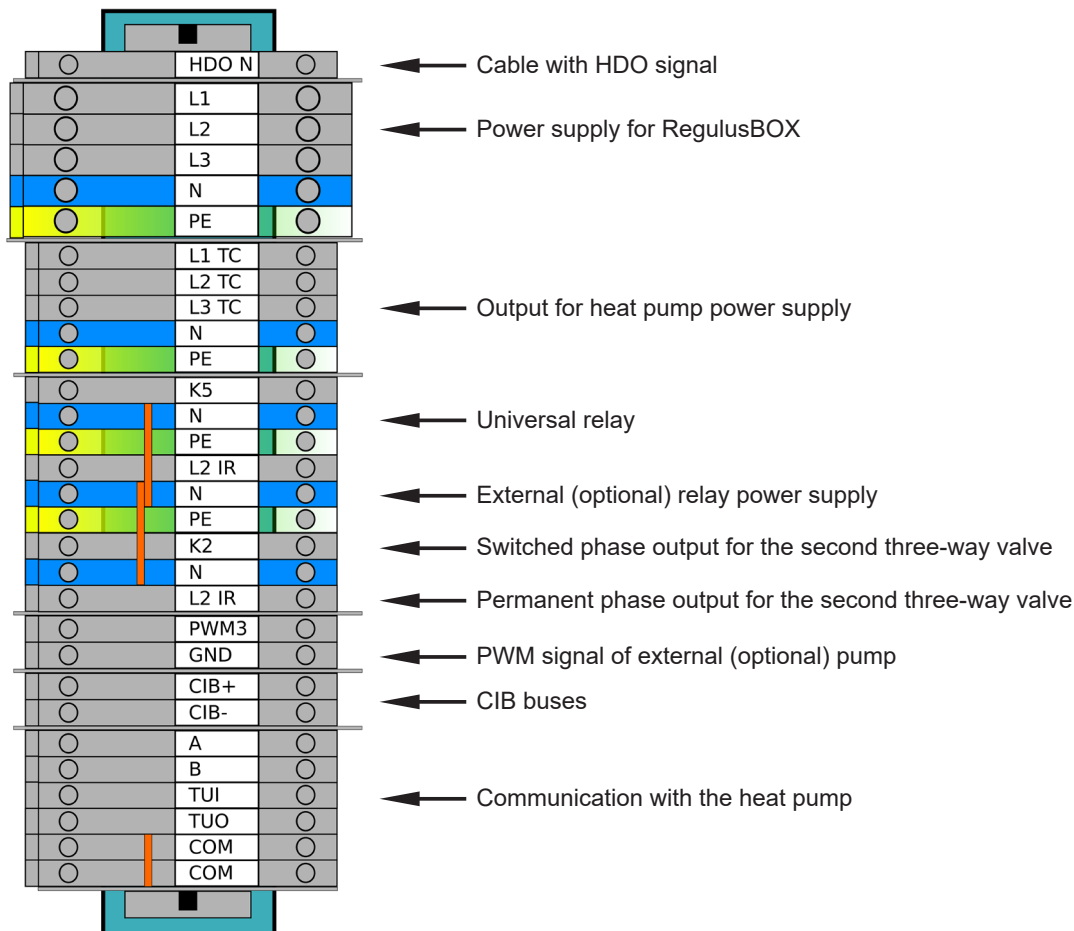 HDO N Cable with HDO signal
L1
L2 Power supply for RegulusBOX
L3
N
PE
L1 TC
L2 TC
L3 TC Output for heat pump power supply
N
PE
K5
N Universal relay
PE
L2 IR
N External (optional) relay power supply
PE
K2 Switched phase output for the second three-way valve
N
L2 IR Permanent phase output for the second three-way valve
PWM3
GND PWM signal of external (optional) pump
CIB+
CIB- CIB buses
A
B
TUI Communication with the heat pump
TUO
COM
COM